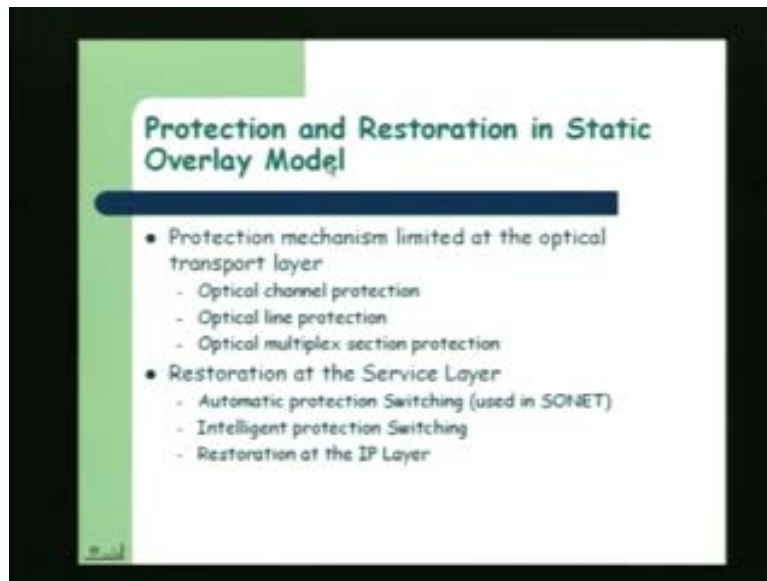 Protection and Restoration in Static
Overlay Model
• Protection mechanism limited at the optical
transport layer
- Optical channel protection
- Optical line protection
- Optical multiplex section protection
• Restoration at the Service Layer
- Automatic protection Switching (used in SONET)
- Intelligent protection Switching
- Restoration at the IP Layer